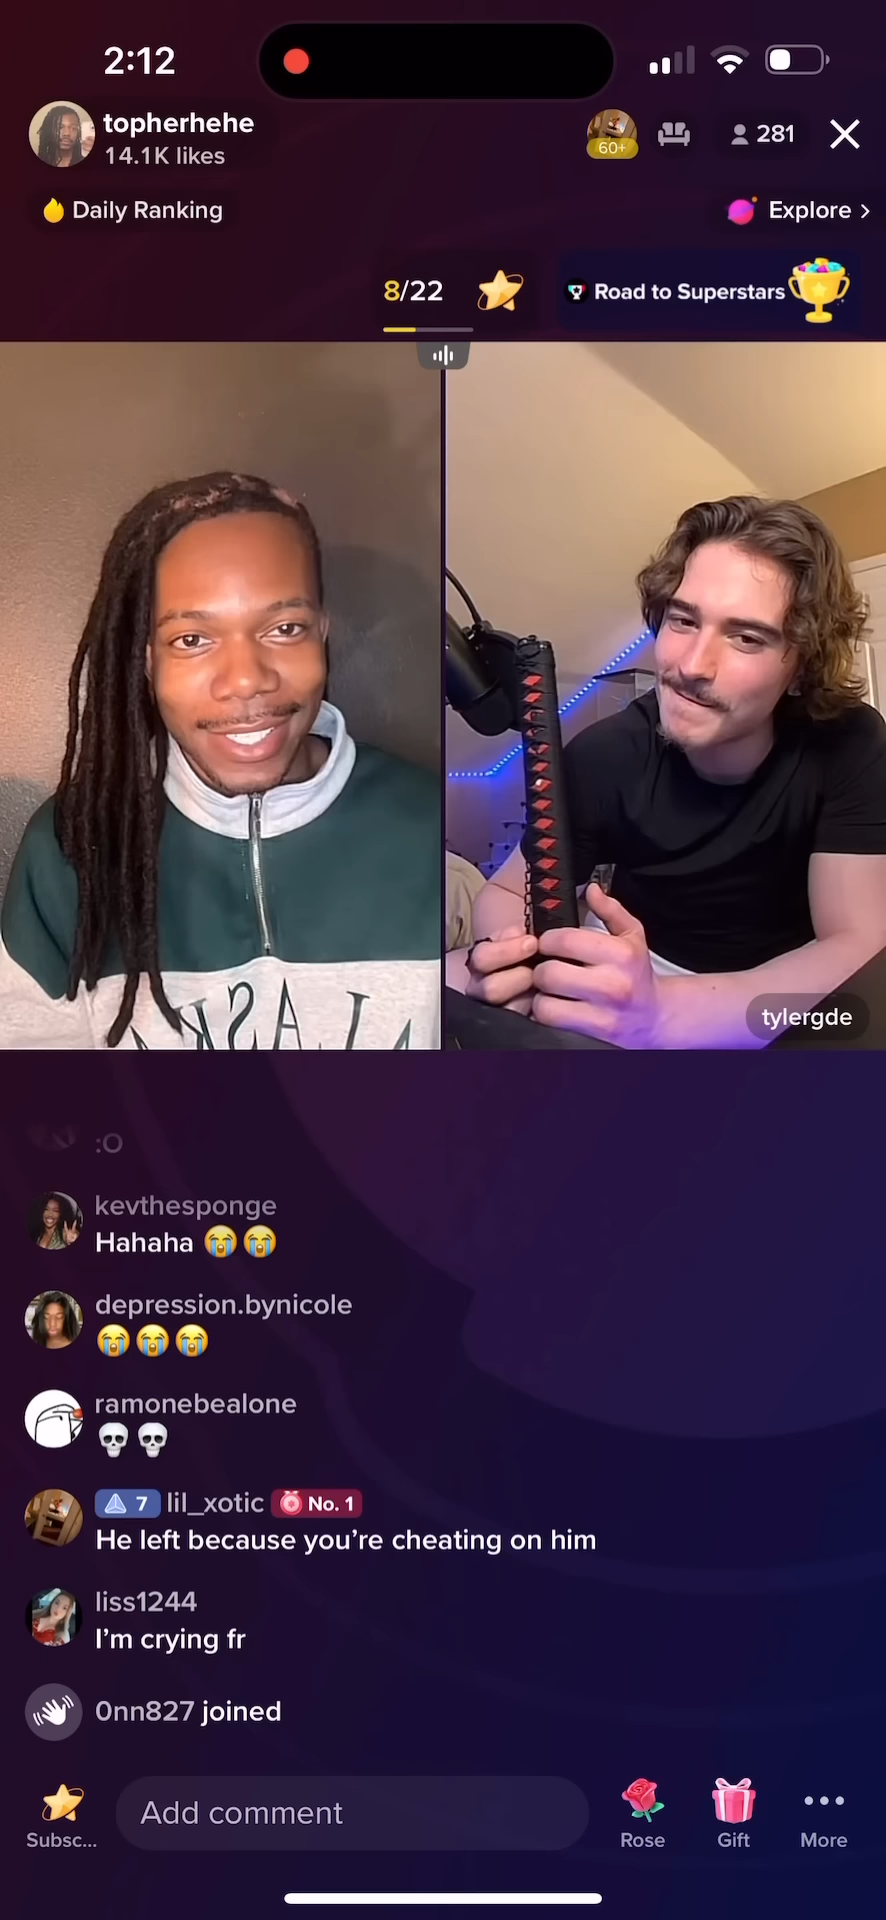 2:12
topherhehe
14.1K likes
60+
281
Daily Ranking
Explore >
8/22
Road to Superstars
ALASK
tylergde
:O
kevthesponge
Hahaha 😭😭
depression.bynicole
😭😭😭
ramonebealone
💀💀
7 lil_xotic No. 1
He left because you’re cheating on him
liss1244
I’m crying fr
0nn827 joined
Add comment
Subsc...
Rose
Gift
More